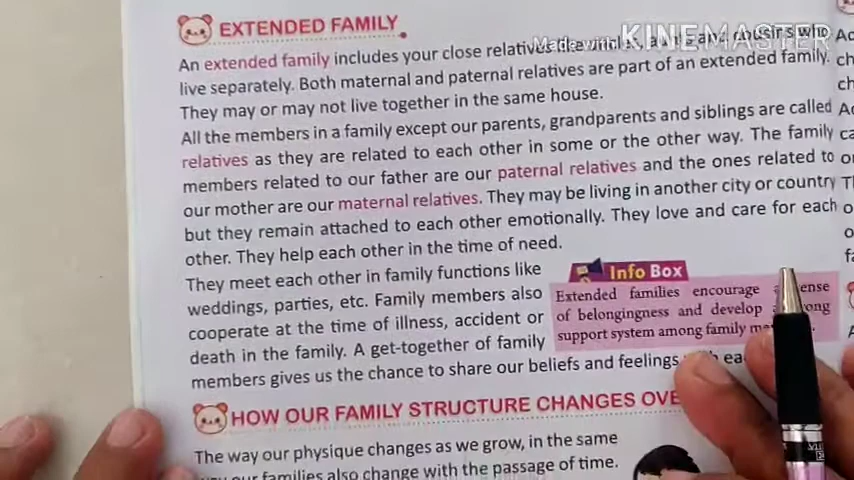 Made with KINEMASTER
EXTENDED FAMILY
An extended family includes your close relatives like uncles, aunts and cousins who
live separately. Both maternal and paternal relatives are part of an extended family.
They may or may not live together in the same house.
All the members in a family except our parents, grandparents and siblings are called
relatives as they are related to each other in some or the other way. The family
members related to our father are our paternal relatives and the ones related to
our mother are our maternal relatives. They may be living in another city or country
but they remain attached to each other emotionally. They love and care for each
other. They help each other in the time of need.
They meet each other in family functions like
weddings, parties, etc. Family members also
cooperate at the time of illness, accident or
death in the family. A get-together of family
members gives us the chance to share our beliefs and feelings
Info Box
Extended families encourage a sense
of belongingness and develop
support system among family
HOW OUR FAMILY STRUCTURE CHANGES
The way our physique changes as we grow, in the same
our families also change with the passage of time.